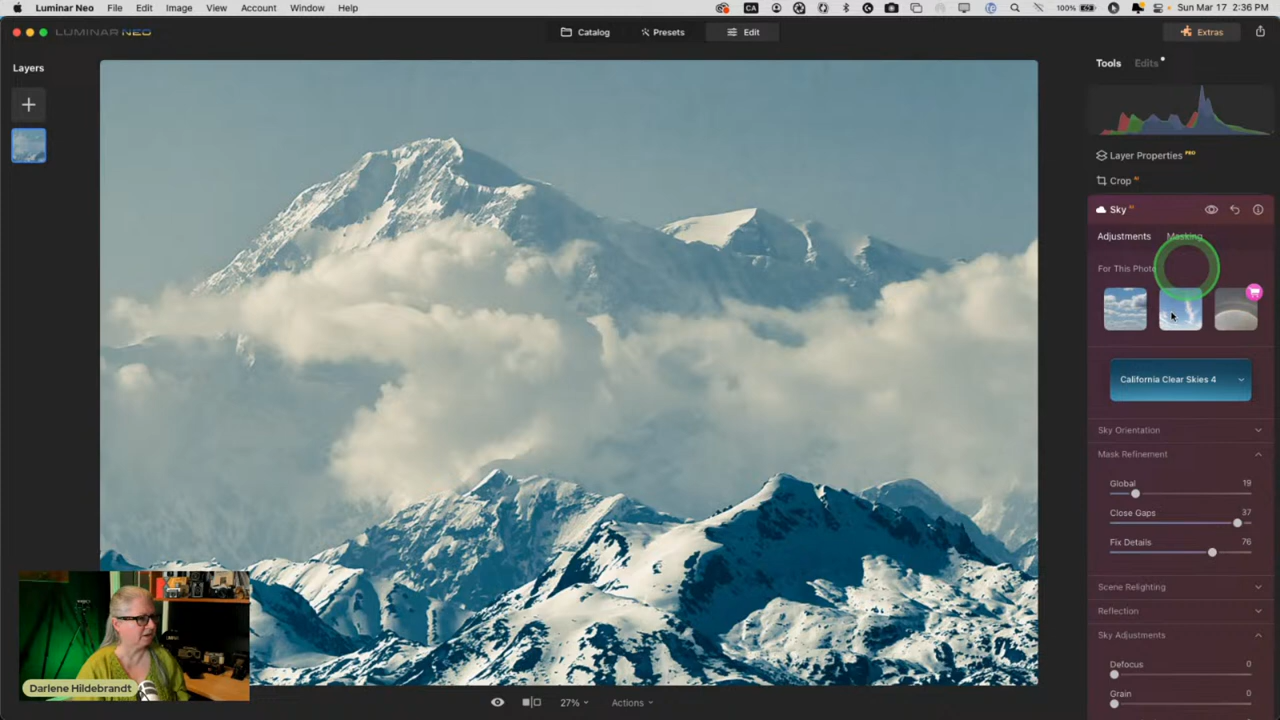 Luminar Neo File Edit Image View Account Window Help 100% Sun Mar 17 2:36 PM
LUMINAR NEO Catalog Presets Edit Extras
Layers
Tools Edits
Layer Properties PRO
Crop AI
Sky AI
Adjustments Masking
For This Photo
California Clear Skies 4
Sky Orientation
Mask Refinement
Global 19
Close Gaps 37
Fix Details 76
Scene Relighting
Reflection
Sky Adjustments
Defocus 0
Grain 0
Darlene Hildebrandt
27% Actions